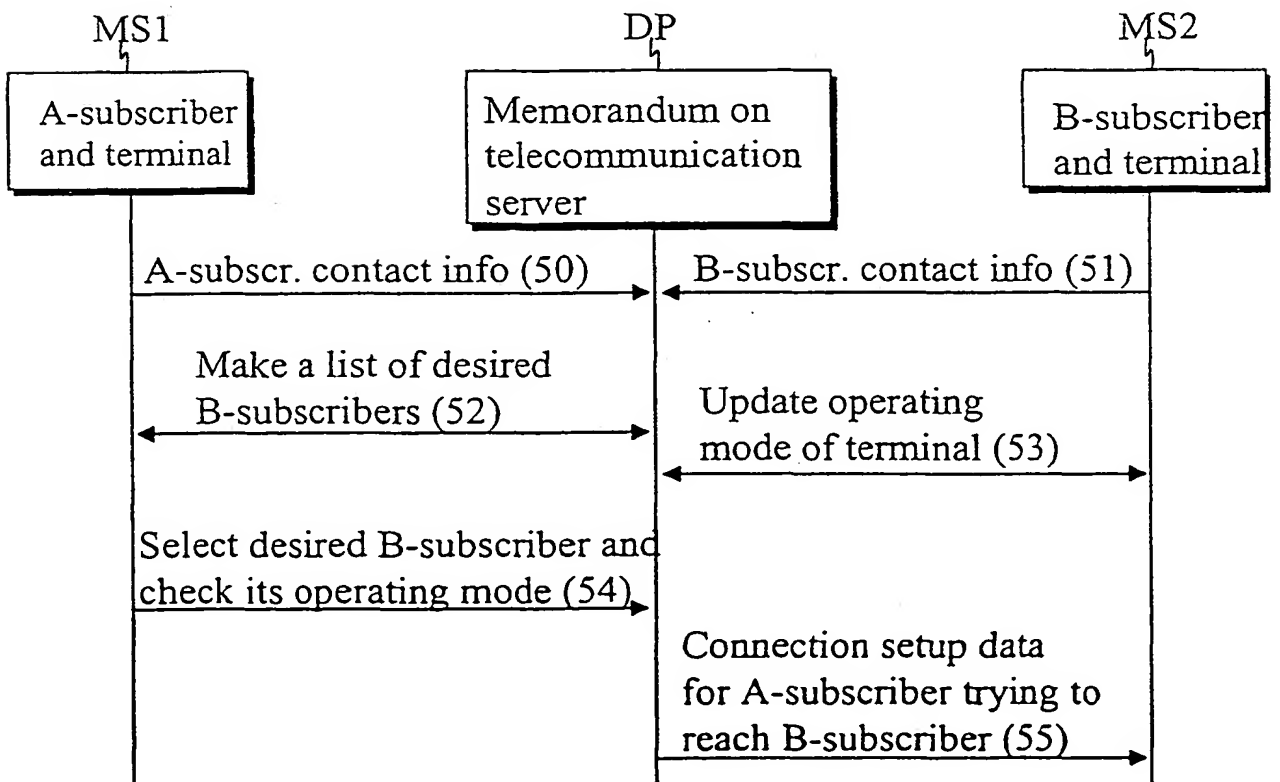 MS1
DP
MS2
A-subscriber
and terminal
Memorandum on
telecommunication
server
B-subscriber
and terminal
A-subscr. contact info (50)
B-subscr. contact info (51)
Make a list of desired
B-subscribers (52)
Update operating
mode of terminal (53)
Select desired B-subscriber and
check its operating mode (54)
Connection setup data
for A-subscriber trying to
reach B-subscriber (55)